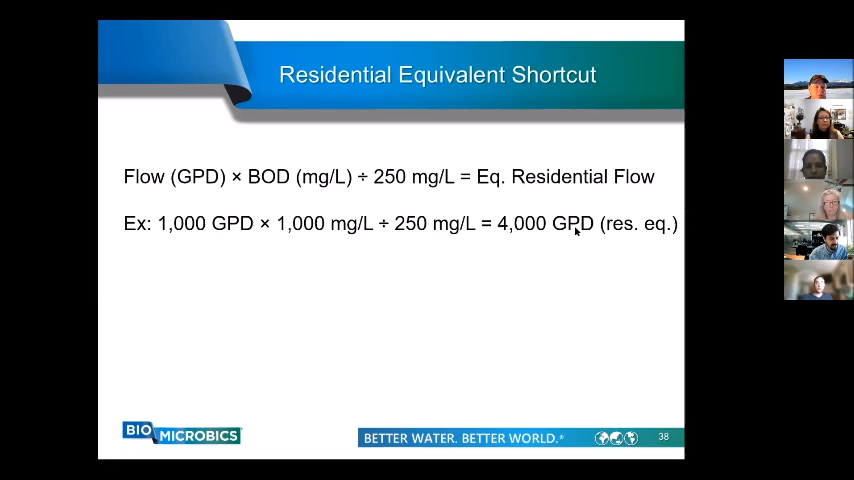 Residential Equivalent Shortcut
Flow (GPD) × BOD (mg/L) ÷ 250 mg/L = Eq. Residential Flow
Ex: 1,000 GPD × 1,000 mg/L ÷ 250 mg/L = 4,000 GPD (res. eq.)
BIO MICROBICS
BETTER WATER. BETTER WORLD.®
38